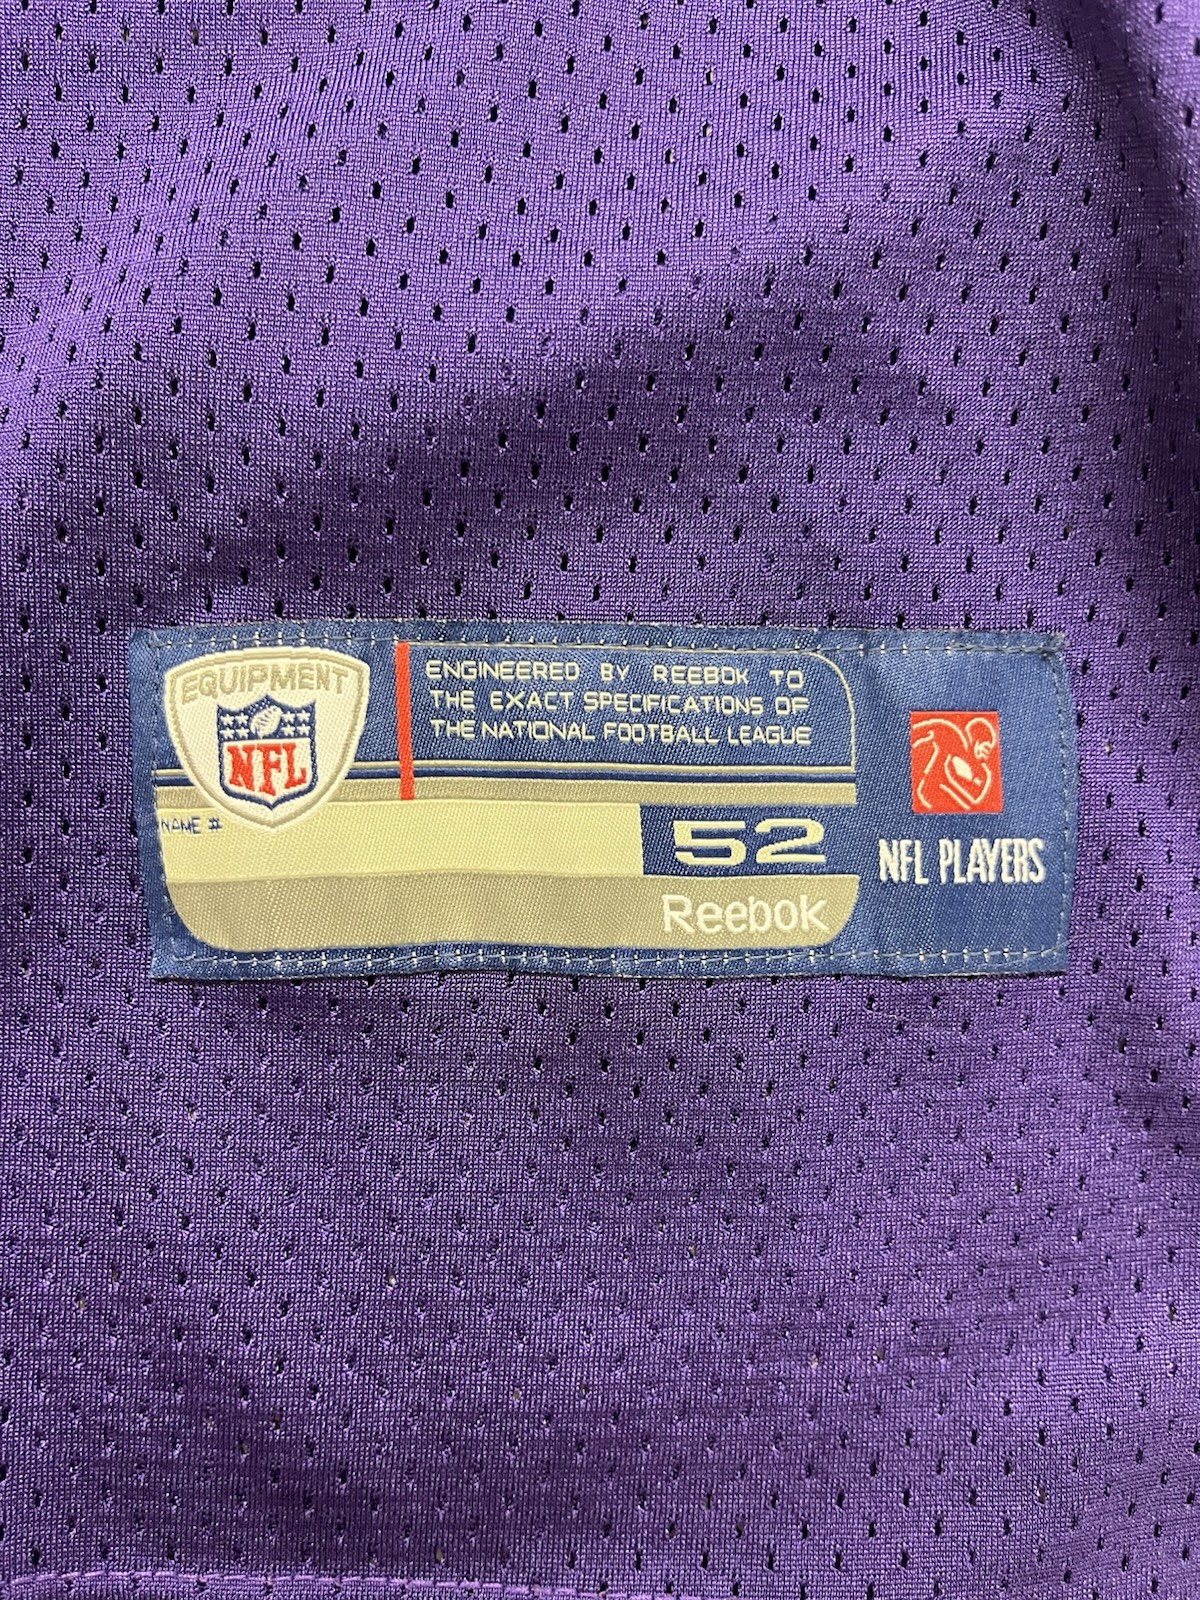 EQUIPMENT
NFL
ENGINEERED BY REEBOK TO
THE EXACT SPECIFICATIONS OF
THE NATIONAL FOOTBALL LEAGUE
NAME #
52
Reebok
NFL PLAYERS